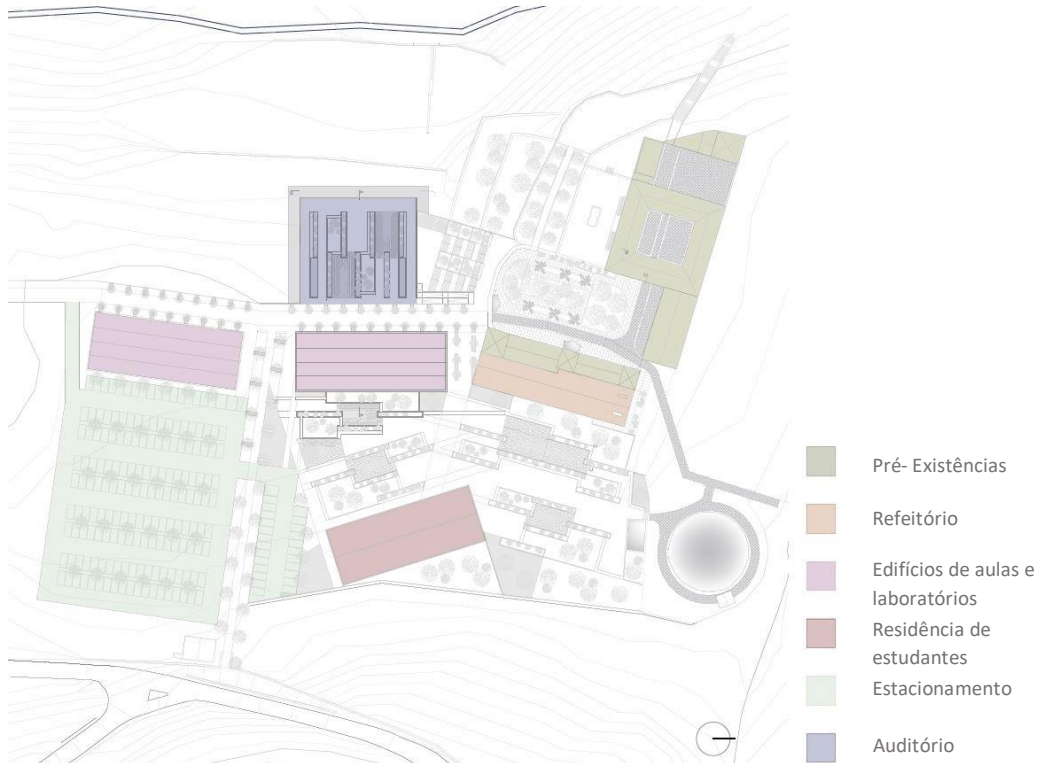 Pré- Existências
Refeitório
Edifícios de aulas e
laboratórios
Residência de
estudantes
Estacionamento
Auditório